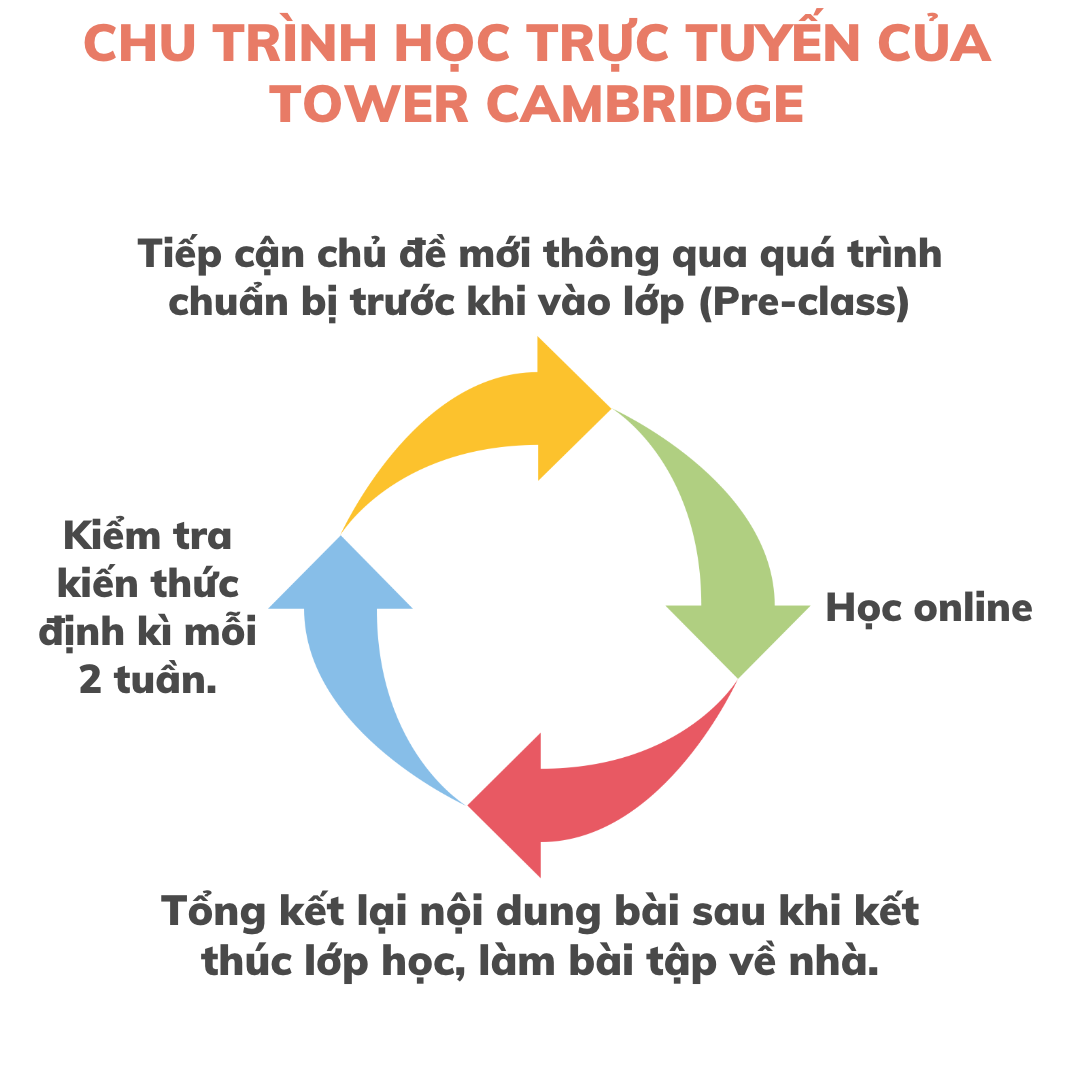 CHU TRÌNH HỌC TRỰC TUYẾN CỦA
TOWER CAMBRIDGE
Tiếp cận chủ đề mới thông qua quá trình
chuẩn bị trước khi vào lớp (Pre-class)
Học online
Tổng kết lại nội dung bài sau khi kết
thúc lớp học, làm bài tập về nhà.
Kiểm tra
kiến thức
định kì mỗi
2 tuần.